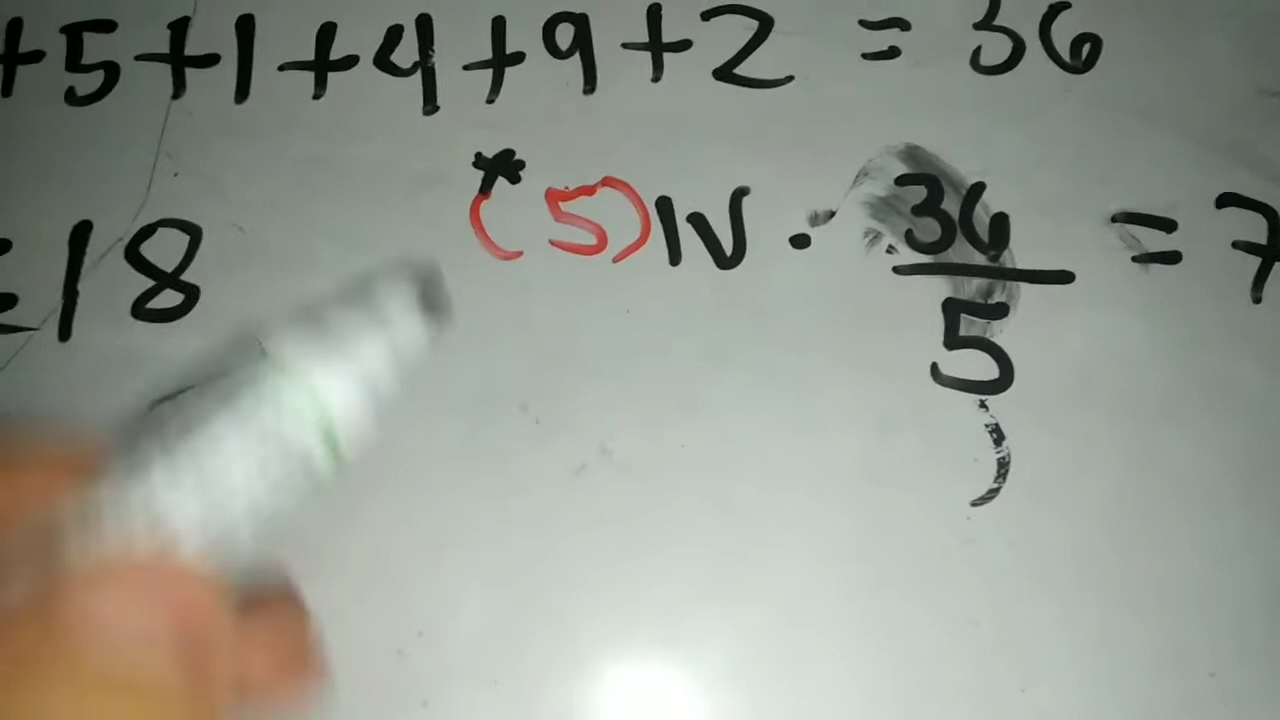 +5+1+4+9+2 = 36
=18
*(5) IV · 36/5 = 7